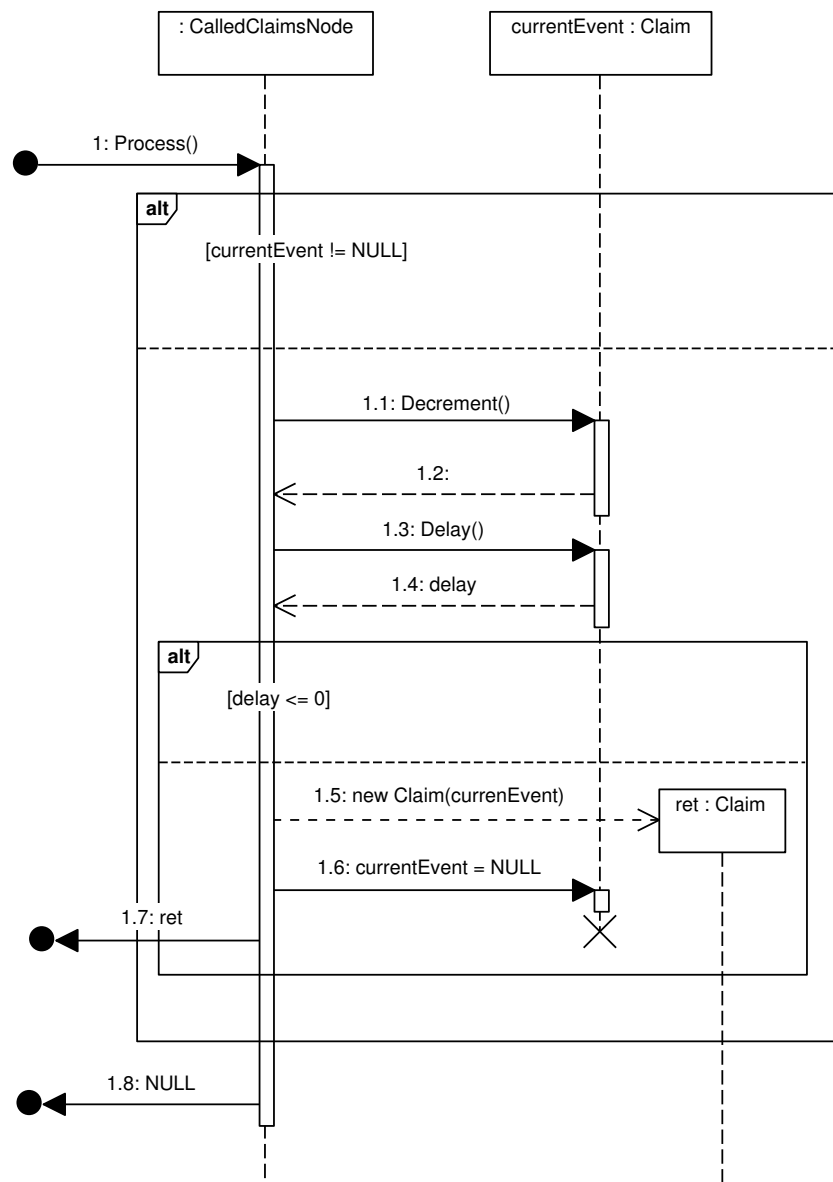 : CalledClaimsNode
currentEvent : Claim
1: Process()
alt
[currentEvent != NULL]
1.1: Decrement()
1.2:
1.3: Delay()
1.4: delay
alt
[delay <= 0]
1.5: new Claim(currenEvent)
ret : Claim
1.6: currentEvent = NULL
1.7: ret
1.8: NULL